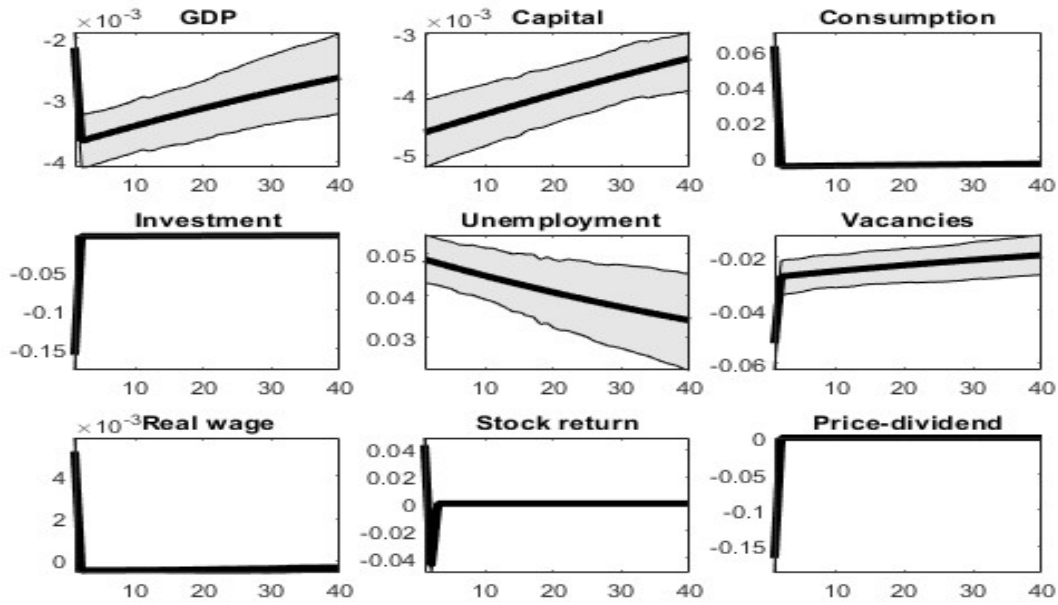 ×10⁻³ GDP
-2
-3
-4
10 20 30 40
×10⁻³ Capital
-3
-4
-5
10 20 30 40
Consumption
0.06
0.04
0.02
0
10 20 30 40
Investment
-0.05
-0.1
-0.15
10 20 30 40
Unemployment
0.05
0.04
0.03
10 20 30 40
Vacancies
-0.02
-0.04
-0.06
10 20 30 40
×10⁻³ Real wage
4
2
0
10 20 30 40
Stock return
0.04
0.02
0
-0.02
-0.04
10 20 30 40
Price-dividend
0
-0.05
-0.1
-0.15
10 20 30 40